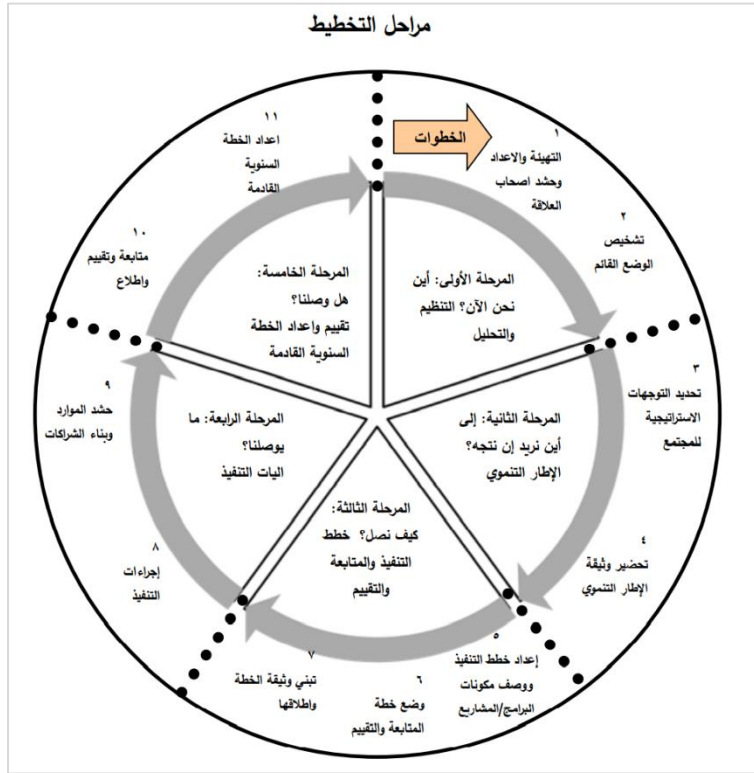 مراحل التخطيط
الخطوات
١
التهيئة والاعداد
وحشد اصحاب
العلاقة
٢
تشخيص
الوضع القائم
٣
تحديد التوجهات
الاستراتيجية
للمجتمع
٤
تحضير وثيقة
الإطار التنموي
٥
إعداد خطط التنفيذ
ووصف مكونات
البرامج/المشاريع
٦
وضع خطة
المتابعة والتقييم
٧
تبني وثيقة الخطة
واطلاقها
٨
إجراءات
التنفيذ
٩
حشد الموارد
وبناء الشراكات
١٠
متابعة وتقييم
واطلاع
١١
اعداد الخطة
السنوية
القادمة
المرحلة الأولى: أين
نحن الآن؟ التنظيم
والتحليل
المرحلة الثانية: إلى
أين نريد إن نتجه؟
الإطار التنموي
المرحلة الثالثة:
كيف نصل؟ خطط
التنفيذ والمتابعة
والتقييم
المرحلة الرابعة: ما
يوصلنا؟
اليات التنفيذ
المرحلة الخامسة:
هل وصلنا؟
تقييم واعداد الخطة
السنوية القادمة